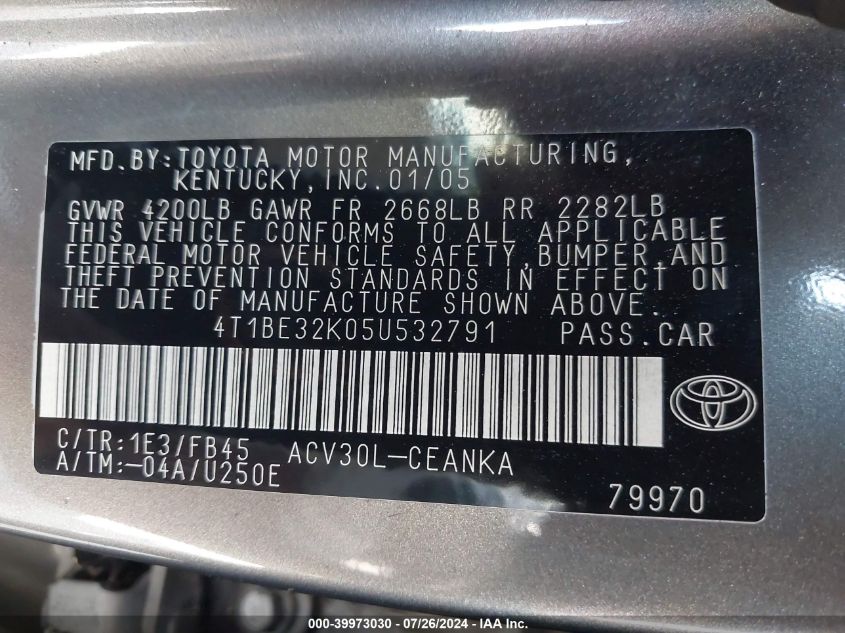 MFD. BY: TOYOTA MOTOR MANUFACTURING,
KENTUCKY, INC. 01/05
GVWR 4200LB GAWR FR 2668LB RR 2282LB
THIS VEHICLE CONFORMS TO ALL APPLICABLE
FEDERAL MOTOR VEHICLE SAFETY, BUMPER, AND
THEFT PREVENTION STANDARDS IN EFFECT ON
THE DATE OF MANUFACTURE SHOWN ABOVE.
4T1BE32K05U532791 PASS. CAR
C/TR: 1E3/FB45 ACV30L-CEANKA
A/TM: -04A/U250E
79970
000-39973030 / 07/26/2024 - IAA Inc.